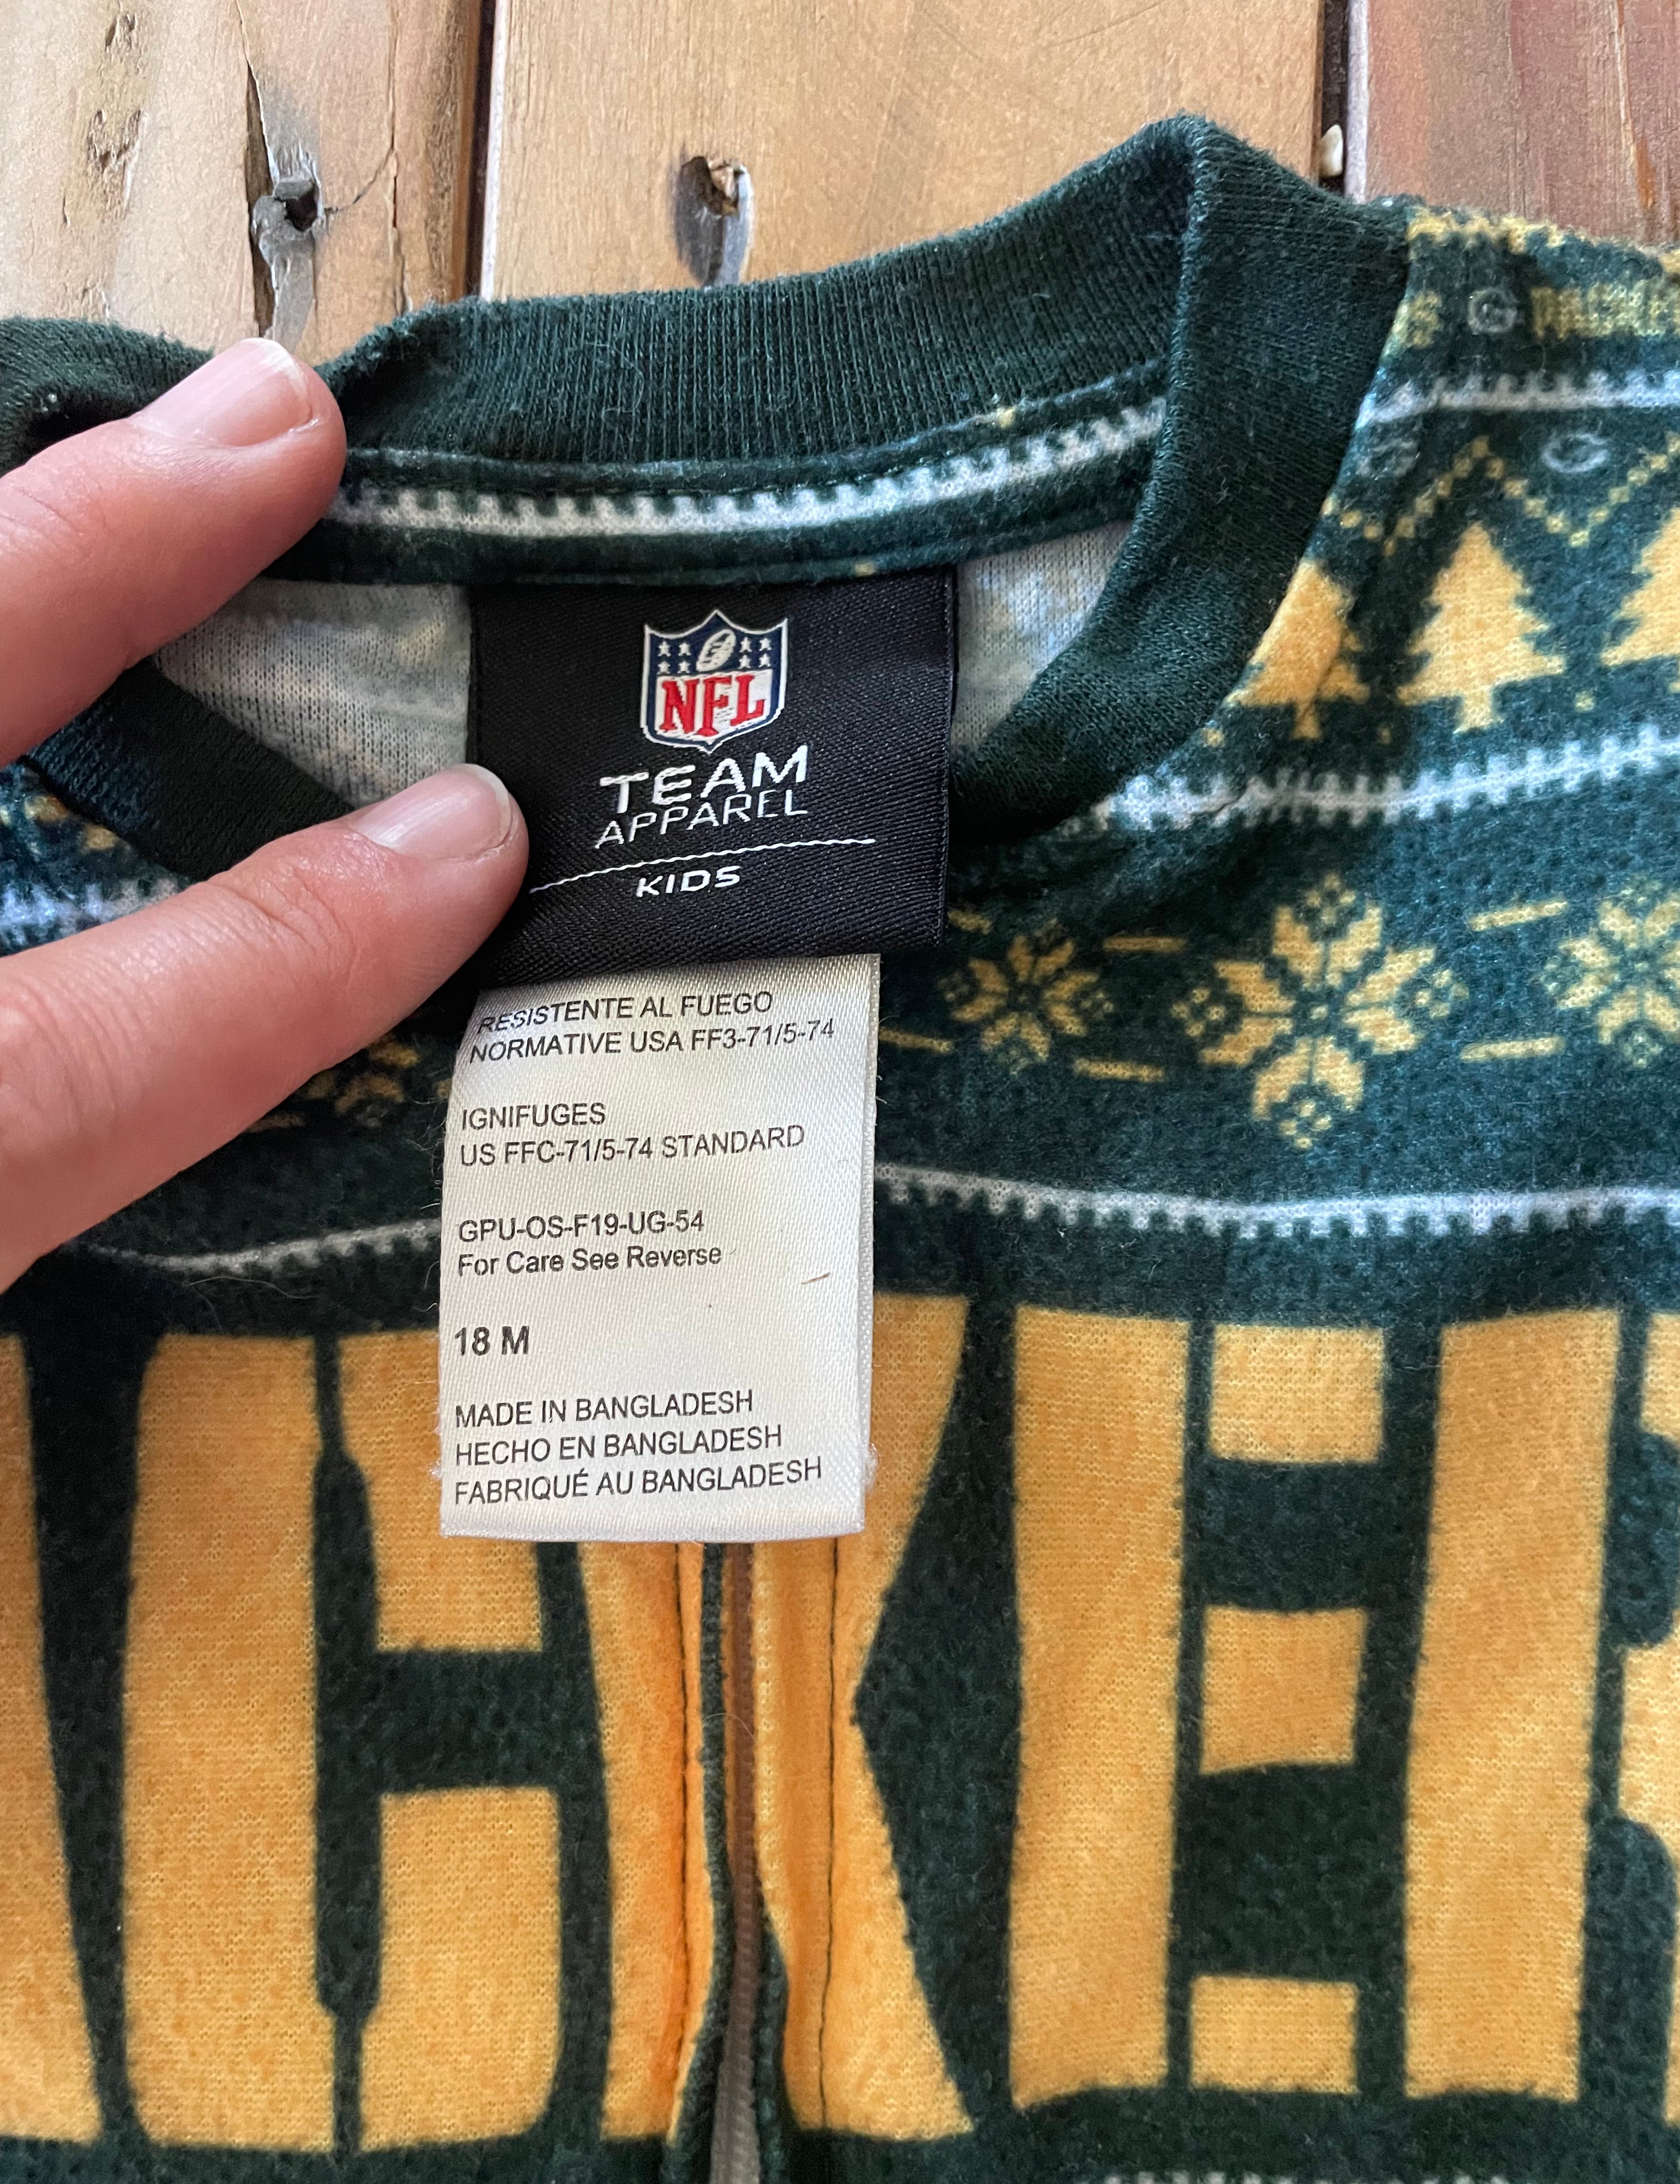 G PACKERS
G G
NFL
TEAM
APPAREL
KIDS
RESISTENTE AL FUEGO
NORMATIVE USA FF3-71/5-74
IGNIFUGES
US FFC-71/5-74 STANDARD
GPU-OS-F19-UG-54
For Care See Reverse
18 M
MADE IN BANGLADESH
HECHO EN BANGLADESH
FABRIQUÉ AU BANGLADESH
ACKER